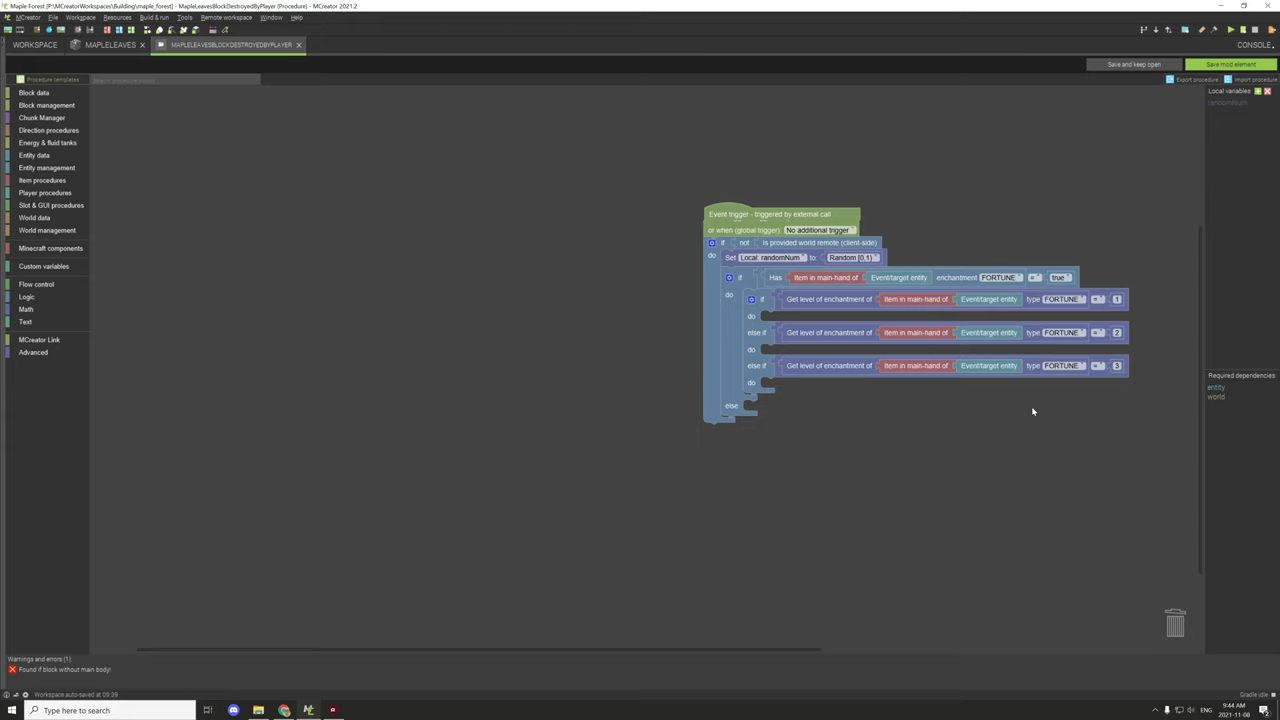 Maple Forest [P:\MCreatorWorkspaces\Building\maple_forest] - MapleLeavesBlockDestroyedByPlayer (Procedure) - MCreator 2021.2
MCreator File Workspace Resources Build & run Tools Remote workspace Window Help
WORKSPACE MAPLELEAVES MAPLELEAVESBLOCKDESTROYEDBYPLAYER CONSOLE
Save and keep open Save mod element
Procedure templates Export procedure Import procedure
Local variables
randomNum
Block data
Block management
Chunk Manager
Direction procedures
Energy & fluid tanks
Entity data
Entity management
Item procedures
Player procedures
Slot & GUI procedures
World data
World management
Minecraft components
Custom variables
Flow control
Logic
Math
Text
MCreator Link
Advanced
Event trigger - triggered by external call
or when (global trigger): No additional trigger
if not Is provided world remote (client-side)
do Set Local: randomNum to: Random [0,1)
if Has Item in main-hand of Event/target entity enchantment FORTUNE = true
do if Get level of enchantment of Item in main-hand of Event/target entity type FORTUNE = 1
do
else if Get level of enchantment of Item in main-hand of Event/target entity type FORTUNE = 2
do
else if Get level of enchantment of Item in main-hand of Event/target entity type FORTUNE = 3
do
else
Required dependencies
entity
world
Warnings and errors (1):
Found if block without main body!
Workspace auto-saved at 09:39 Gradle idle
Type here to search
ENG
9:44 AM
2021-11-08